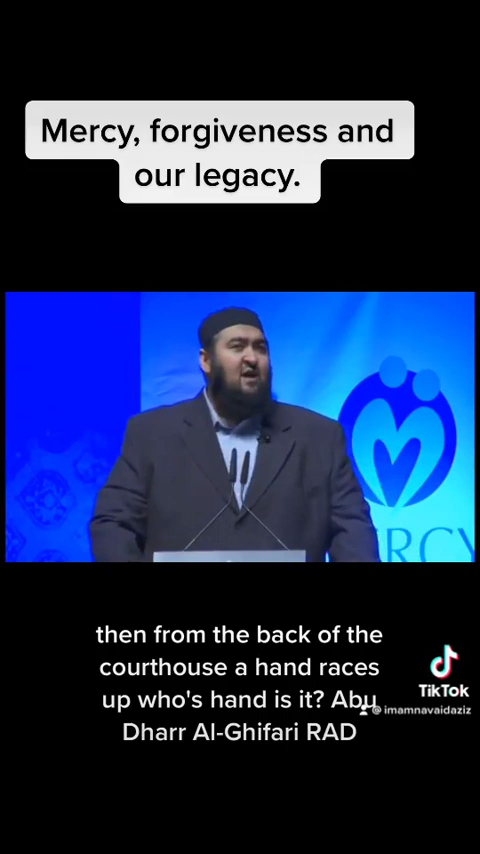 Mercy, forgiveness and
our legacy.
RCY
then from the back of the
courthouse a hand races
up who's hand is it? Abu
Dharr Al-Ghifari RAD
TikTok
@ imamnavaidaziz